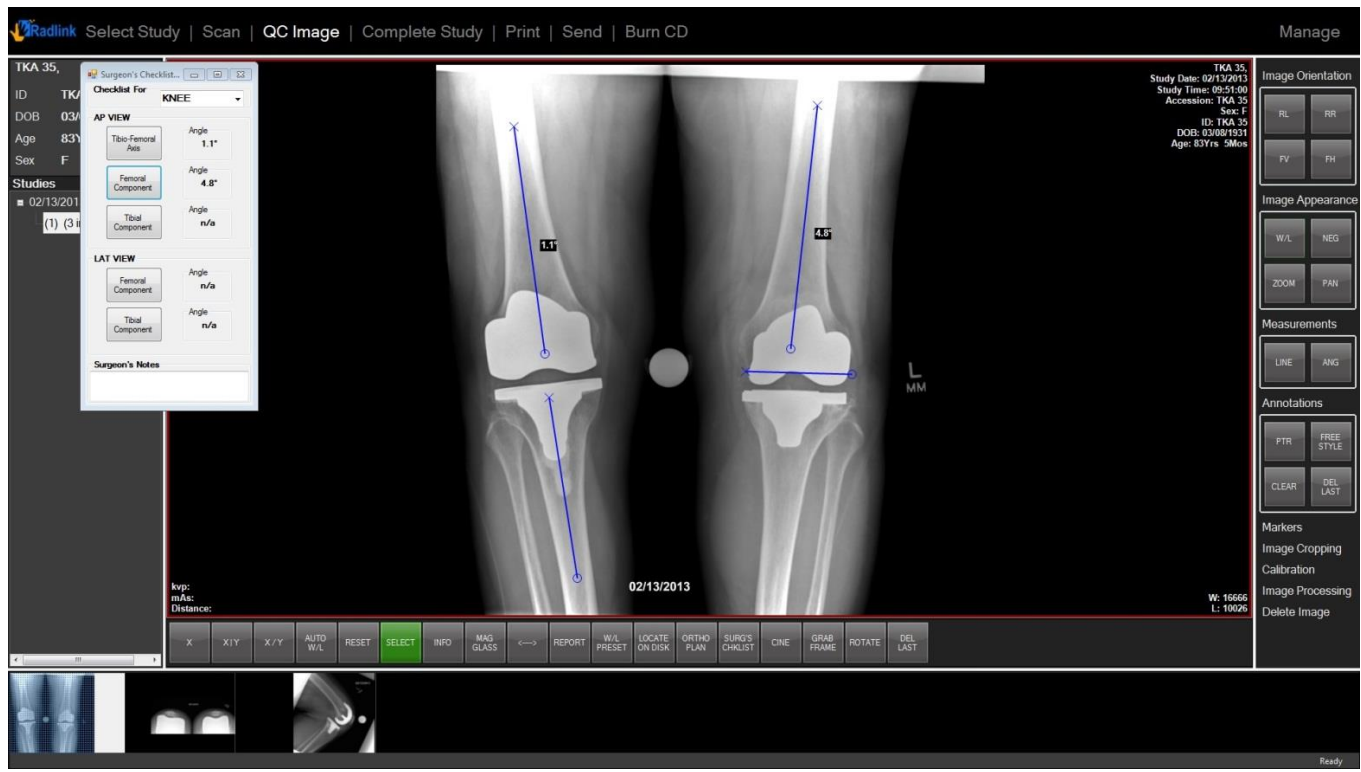 Radlink Select Study | Scan | QC Image | Complete Study | Print | Send | Burn CD
Manage
TKA 35,
ID
DOB
Age
Sex F
Studies
Surgeon's Checklist...
Checklist For
KNEE
AP VIEW
Tibio-Femoral Axis
Angle
1.1°
Femoral Component
Angle
4.8°
Tibial Component
Angle
n/a
LAT VIEW
Femoral Component
Angle
n/a
Tibial Component
Angle
n/a
Surgeon's Notes
TKA 35,
Study Date: 02/13/2013
Study Time: 09:51:00
Accession: TKA 35
Sex: F
ID: TKA 35
DOB: 03/08/1931
Age: 83Yrs 5Mos
1.1°
4.8°
L
MM
kvp:
mAs:
Distance:
02/13/2013
W: 16666
L: 10026
Image Orientation
RL RR
FV FH
Image Appearance
W/L NEG
ZOOM PAN
Measurements
LINE ANG
Annotations
PTR FREE STYLE
CLEAR DEL LAST
Markers
Image Cropping
Calibration
Image Processing
Delete Image
X X|Y X/Y AUTO W/L RESET SELECT INFO MAG GLASS <---> REPORT W/L PRESET LOCATE ON DISK ORTHO PLAN SURG'S CHKLIST CINE GRAB FRAME ROTATE DEL LAST
Ready